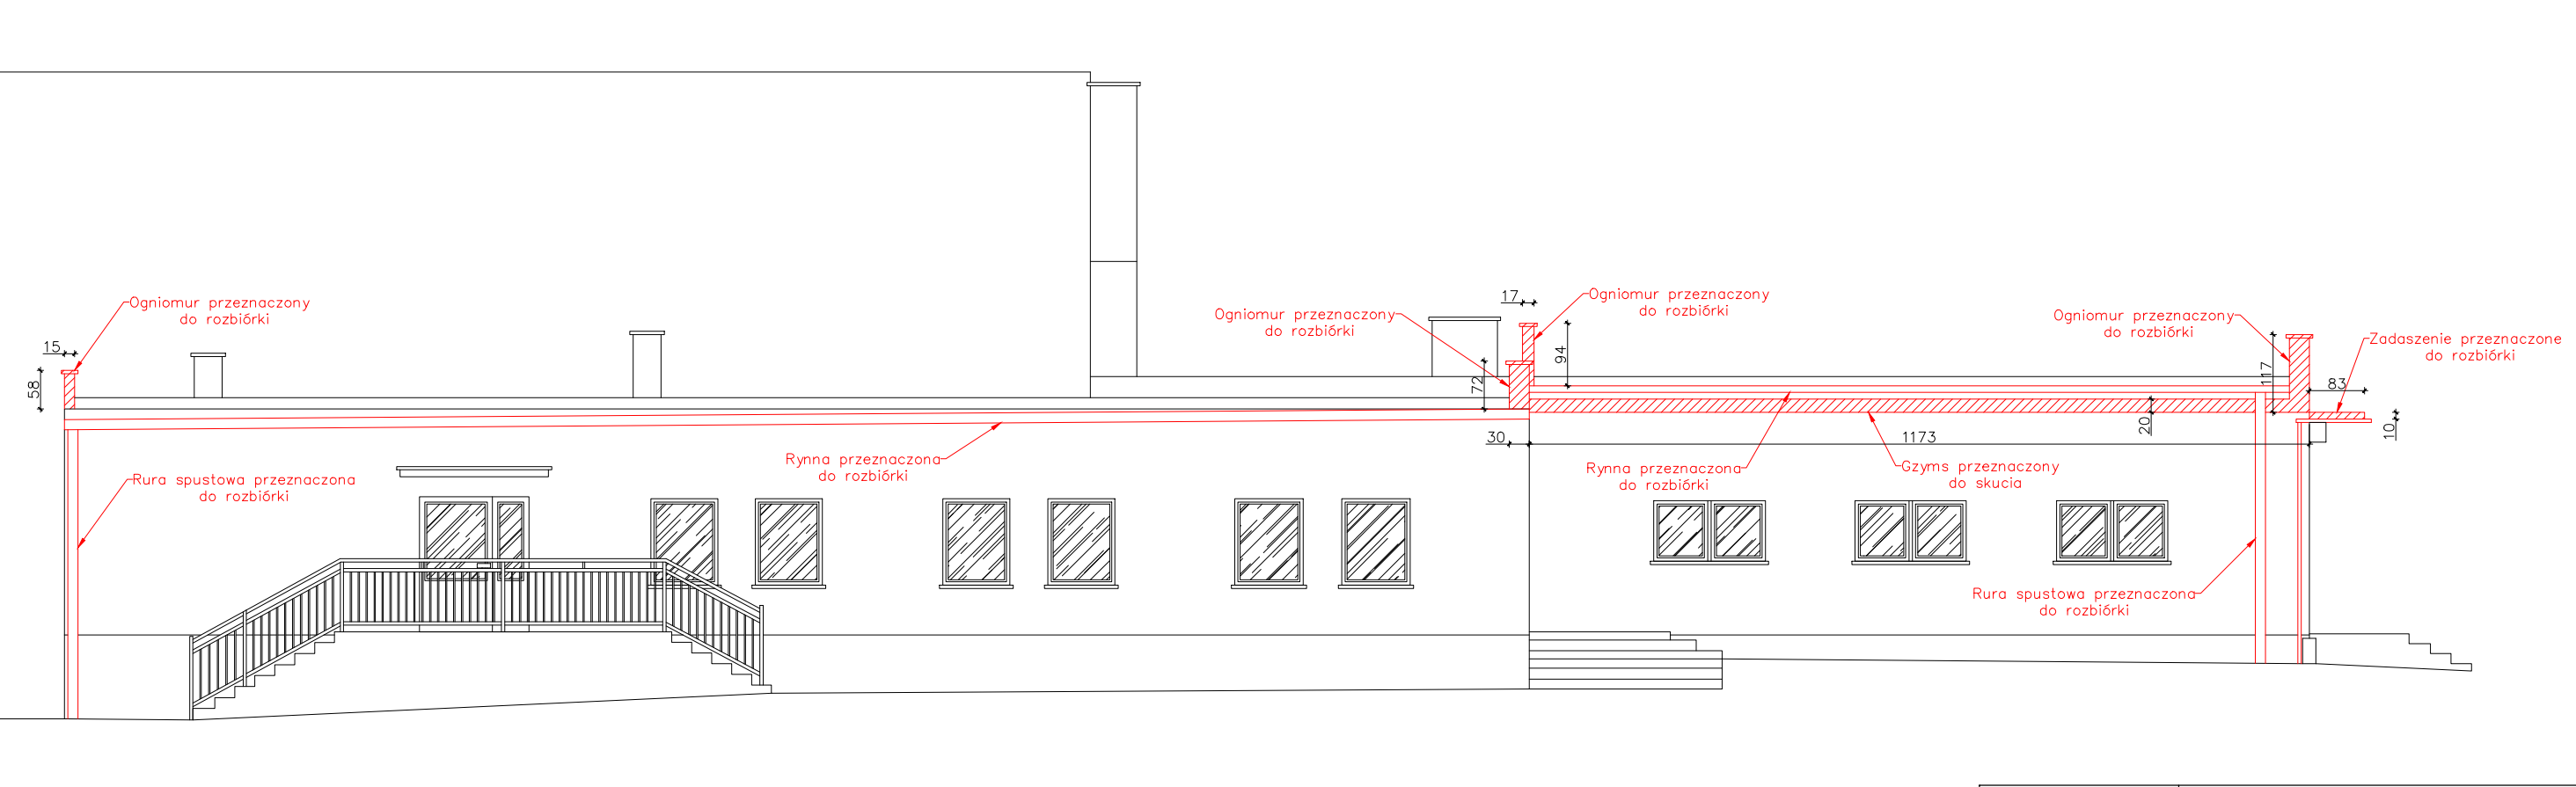 Ogniomur przeznaczony
do rozbiórki
15
58
Rura spustowa przeznaczona
do rozbiórki
Rynna przeznaczona
do rozbiórki
Ogniomur przeznaczony
do rozbiórki
72
17
Ogniomur przeznaczony
do rozbiórki
94
30
1173
Rynna przeznaczona
do rozbiórki
Gzyms przeznaczony
do skucia
20
Ogniomur przeznaczony
do rozbiórki
117
Zadaszenie przeznaczone
do rozbiórki
83
10
Rura spustowa przeznaczona
do rozbiórki